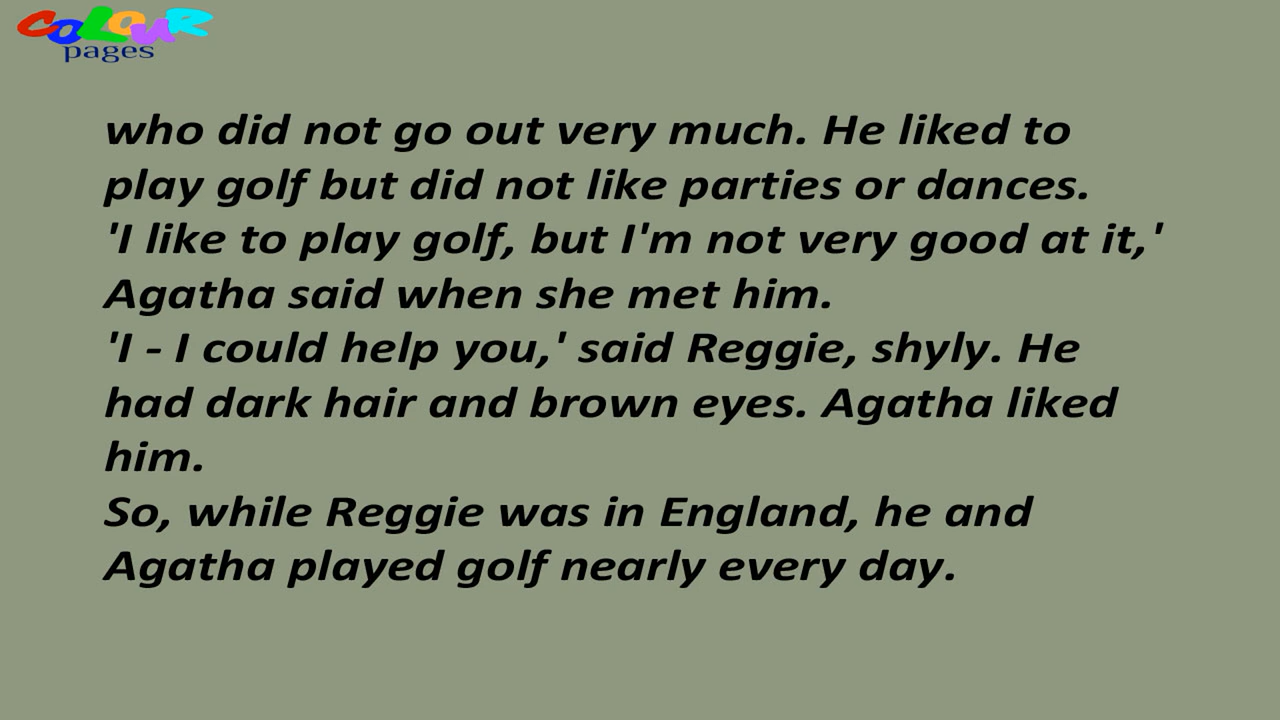 COLOUR
pages
who did not go out very much. He liked to
play golf but did not like parties or dances.
'I like to play golf, but I'm not very good at it,'
Agatha said when she met him.
'I - I could help you,' said Reggie, shyly. He
had dark hair and brown eyes. Agatha liked
him.
So, while Reggie was in England, he and
Agatha played golf nearly every day.